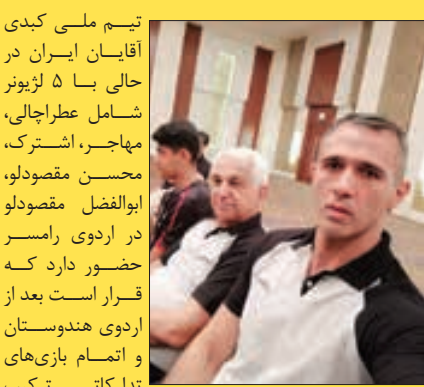 تیم ملی کبدی
آقایان ایران در
حالی با ۵ لژیونر
شامل عطراچالی،
مهاجر، اشترک،
محسن مقصودلو،
ابوالفضل مقصودلو
در اردوی رامسر
حضور دارد که
قرار است بعد از
اردوی هندوستان
و اتمام بازی‌های